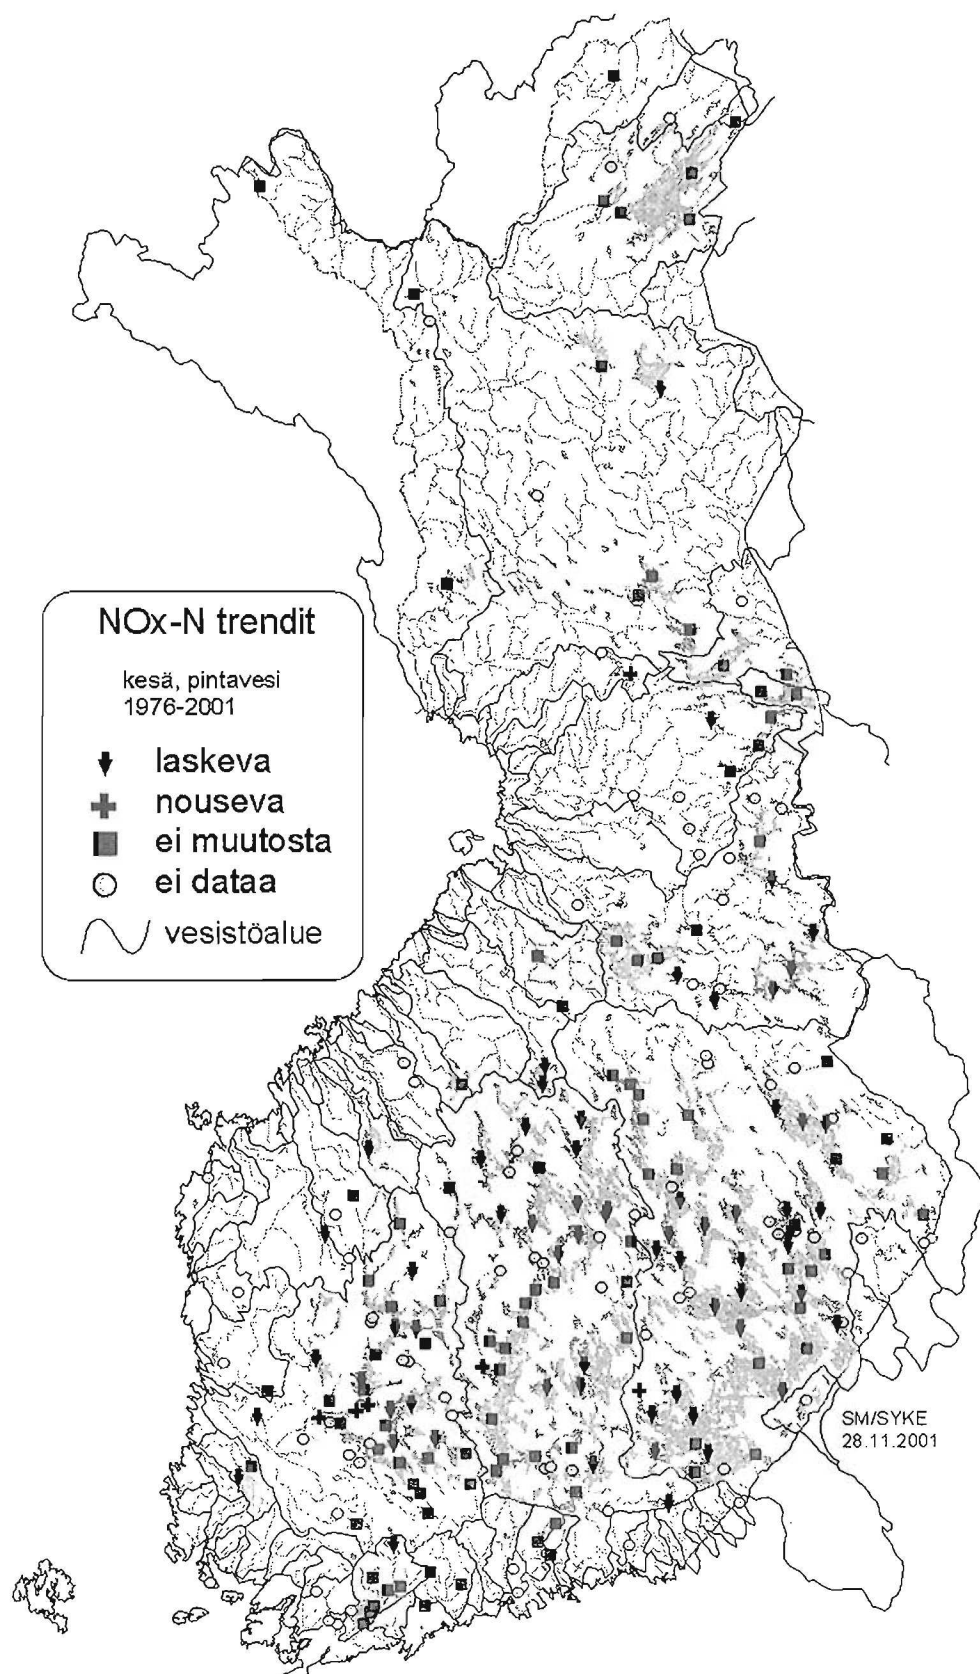 NOx-N trendit
kesä, pintavesi
1976-2001
laskeva
nouseva
ei muutosta
ei dataa
vesistöalue
SM/SYKE
28.11.2001